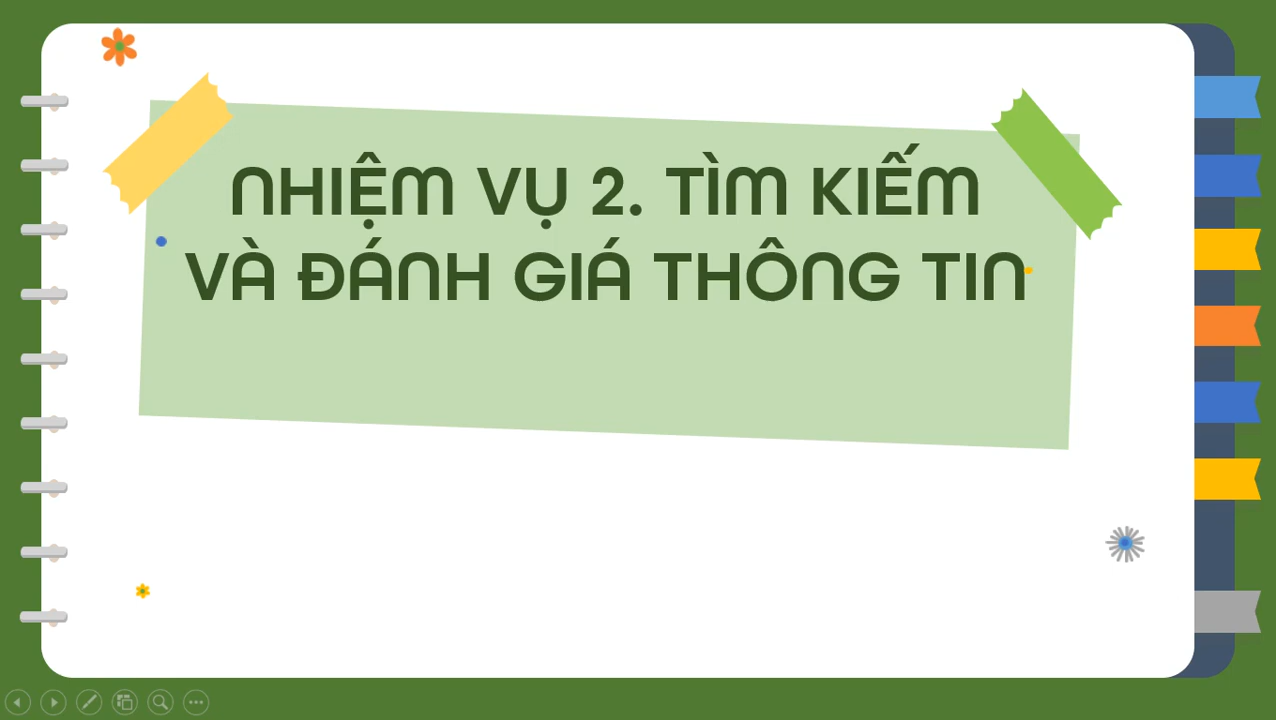 NHIỆM VỤ 2. TÌM KIẾM
VÀ ĐÁNH GIÁ THÔNG TIN